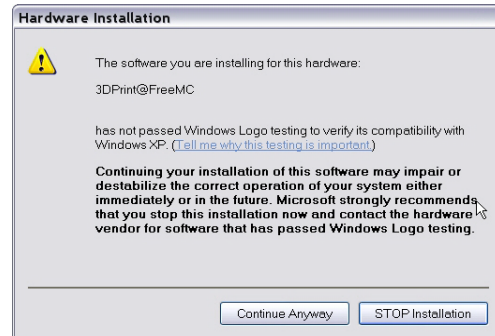 Hardware Installation
The software you are installing for this hardware:
3DPrint@FreeMC
has not passed Windows Logo testing to verify its compatibility with
Windows XP. (Tell me why this testing is important.)
Continuing your installation of this software may impair or
destabilize the correct operation of your system either
immediately or in the future. Microsoft strongly recommends
that you stop this installation now and contact the hardware
vendor for software that has passed Windows Logo testing.
Continue Anyway
STOP Installation